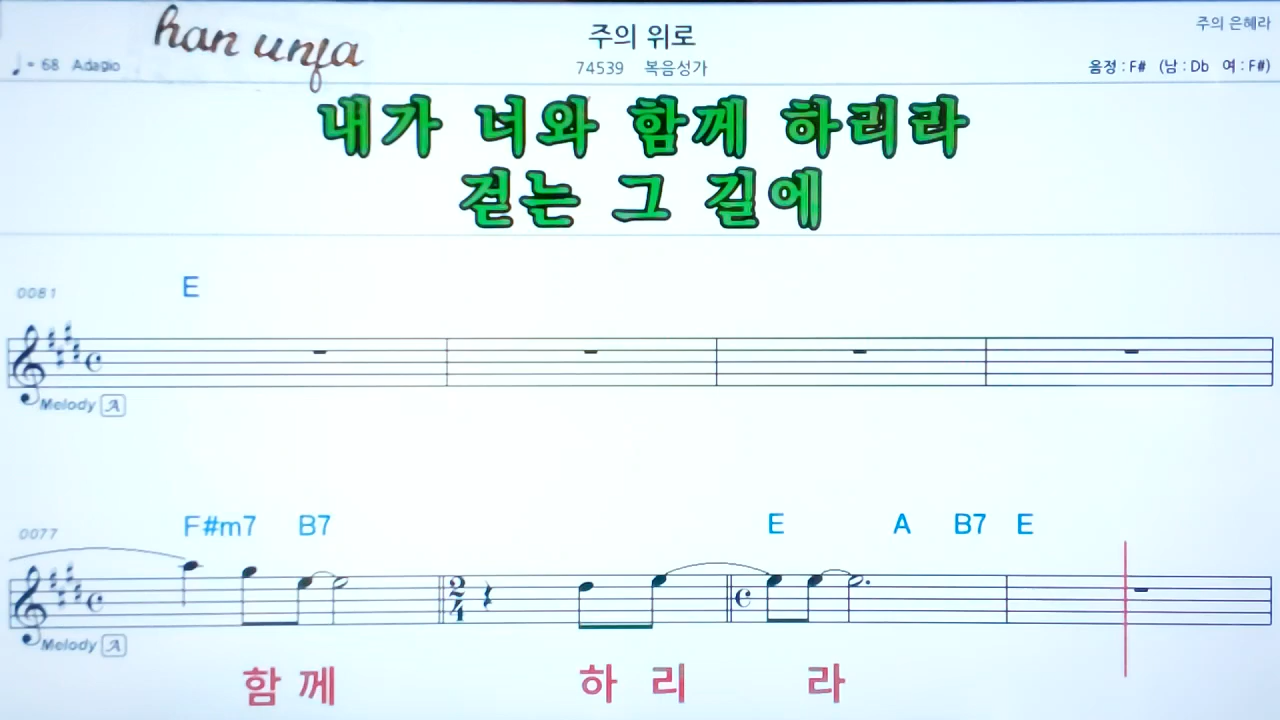 han unfa
주의 위로
주의 은혜라
♩= 68 Adagio
74539 복음성가
음정 : F# (남 : Db 여 : F#)
내가 너와 함께 하리라
걷는 그 길에
0081
E
Melody A
F#m7 B7 E A B7 E
0077
2
4
Melody A
함 께 하 리 라